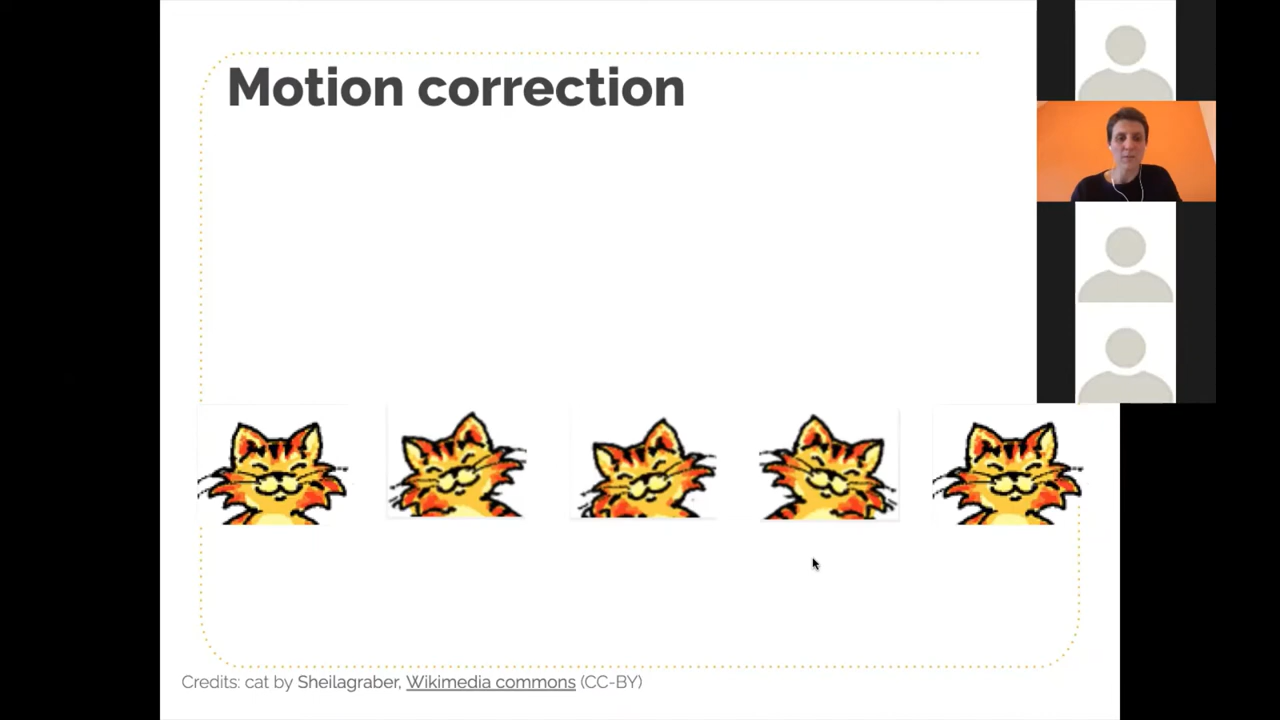 Motion correction
Credits: cat by Sheilagraber, Wikimedia commons (CC-BY)